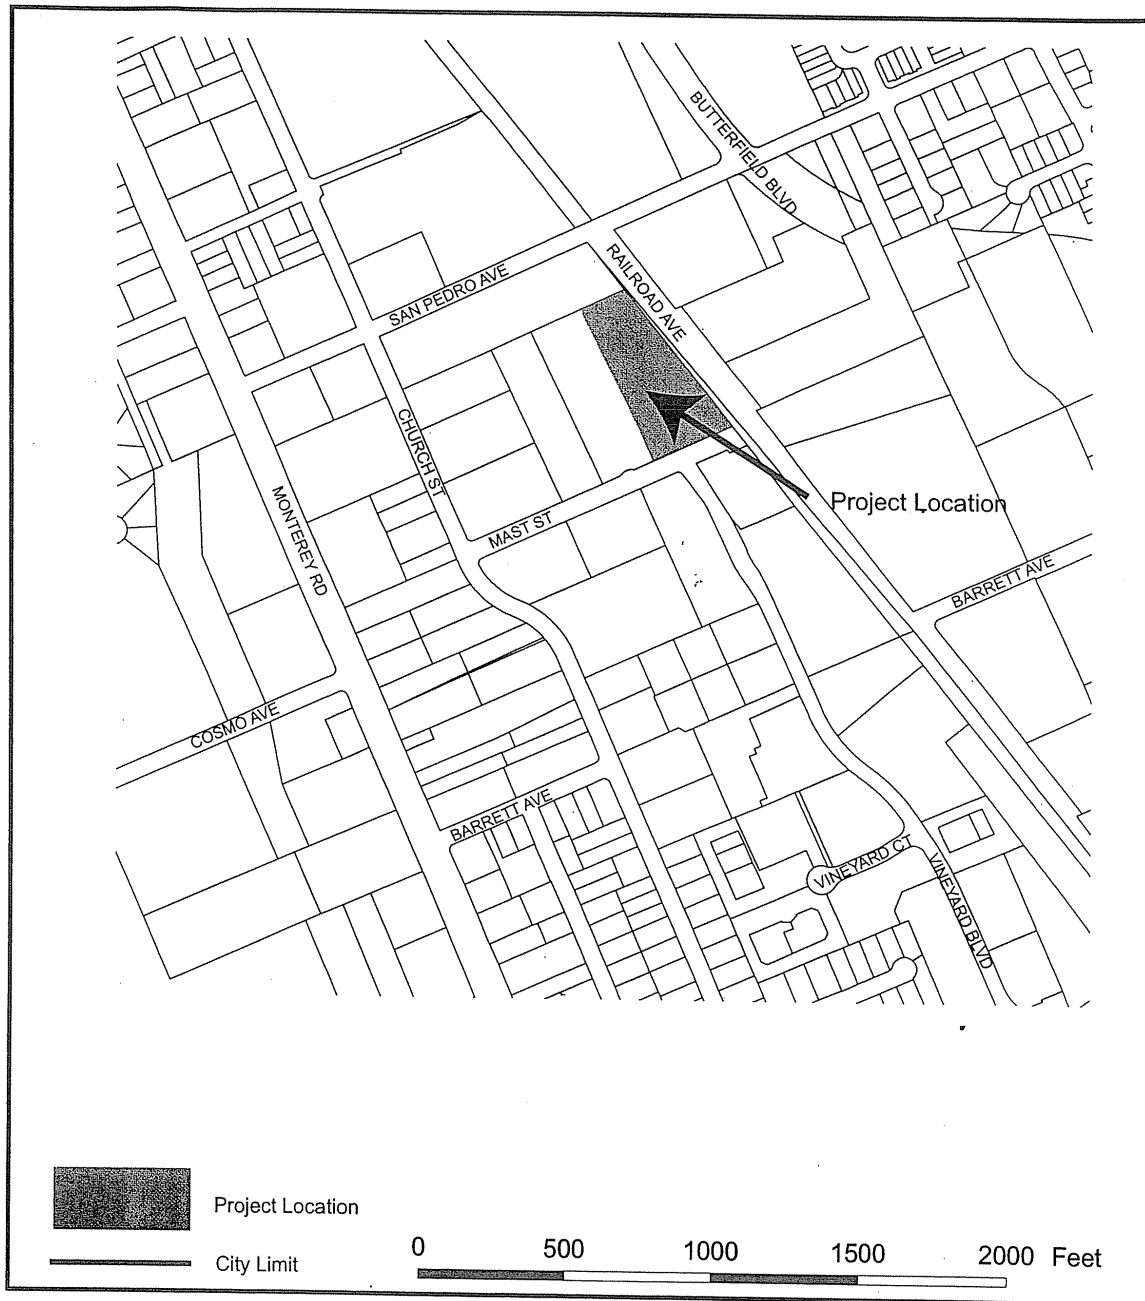 BUTTERFIELD BLVD
RAILROAD AVE
SAN PEDRO AVE
CHURCH ST
MONTEREY RD
MAST ST
Project Location
BARRETT AVE
COSMO AVE
BARRETT AVE
VINEYARD CT
VINEYARD BLVD
Project Location
City Limit
0 500 1000 1500 2000 Feet